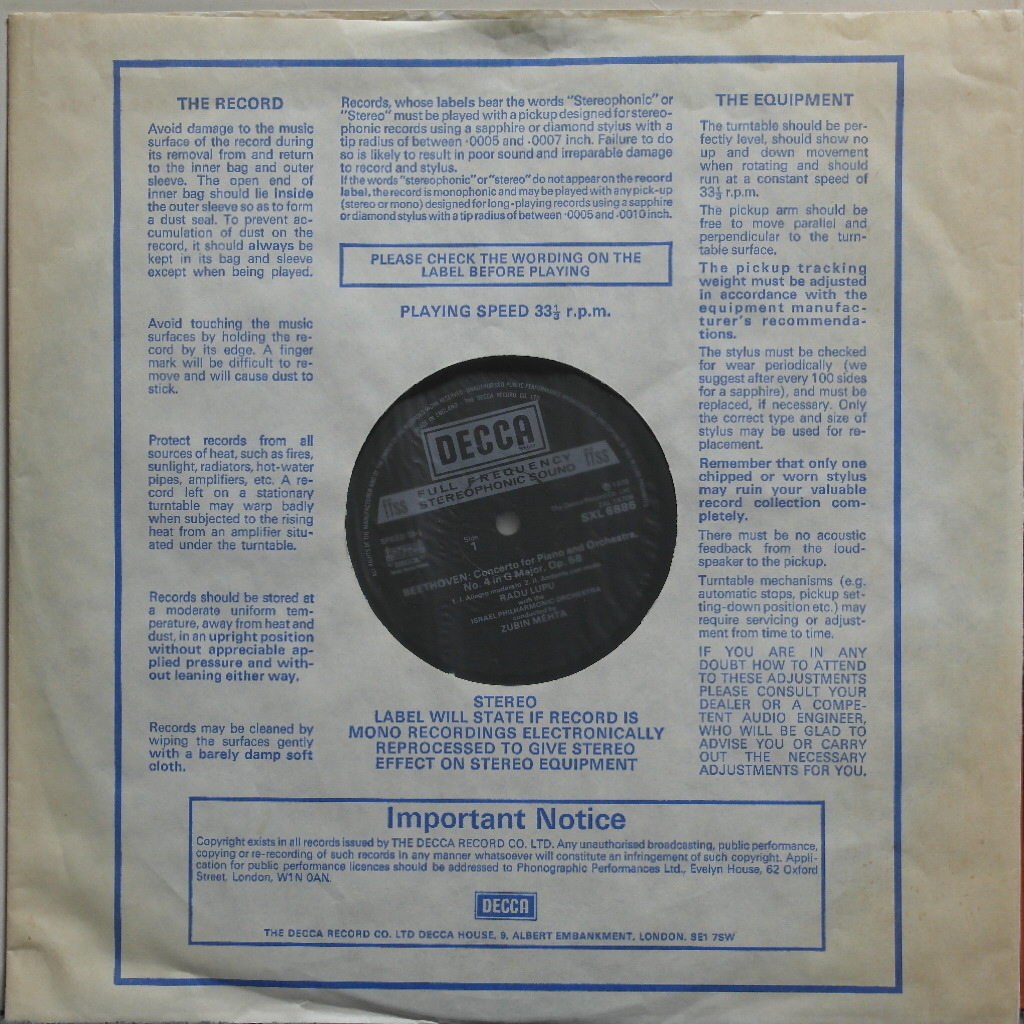 THE RECORD
Avoid damage to the music
surface of the record during
its removal from and return
to the inner bag and outer
sleeve. The open end of
inner bag should lie inside
the outer sleeve so as to form
a dust seal. To prevent ac-
cumulation of dust on the
record, it should always be
kept in its bag and sleeve
except when being played.
Avoid touching the music
surfaces by holding the re-
cord by its edge. A finger
mark will be difficult to re-
move and will cause dust to
stick.
Protect records from all
sources of heat, such as fires,
sunlight, radiators, hot-water
pipes, amplifiers, etc. A re-
cord left on a stationary
turntable may warp badly
when subjected to the rising
heat from an amplifier situ-
ated under the turntable.
Records should be stored at
a moderate uniform tem-
perature, away from heat and
dust, in an upright position
without appreciable ap-
plied pressure and with-
out leaning either way.
Records may be cleaned by
wiping the surfaces gently
with a barely damp soft
cloth.
Records, whose labels bear the words "Stereophonic" or
"Stereo" must be played with a pickup designed for stereo-
phonic records using a sapphire or diamond stylus with a
tip radius of between ·0005 and ·0007 inch. Failure to do
so is likely to result in poor sound and irreparable damage
to record and stylus.
If the words "stereophonic" or "stereo" do not appear on the record
label, the record is monophonic and may be played with any pick-up
(stereo or mono) designed for long-playing records using a sapphire
or diamond stylus with a tip radius of between ·0005 and ·0010 inch.
PLEASE CHECK THE WORDING ON THE
LABEL BEFORE PLAYING
PLAYING SPEED 33⅓ r.p.m.
DECCA
FULL FREQUENCY
ffss STEREOPHONIC SOUND ffss
SXL 6886
Side
1
BEETHOVEN: Concerto for Piano and Orchestra,
No. 4 in G Major, Op. 58
RADU LUPU
with the
ISRAEL PHILHARMONIC ORCHESTRA
conducted by
ZUBIN MEHTA
STEREO
LABEL WILL STATE IF RECORD IS
MONO RECORDINGS ELECTRONICALLY
REPROCESSED TO GIVE STEREO
EFFECT ON STEREO EQUIPMENT
THE EQUIPMENT
The turntable should be per-
fectly level, should show no
up and down movement
when rotating and should
run at a constant speed of
33⅓ r.p.m.
The pickup arm should be
free to move parallel and
perpendicular to the turn-
table surface.
The pickup tracking
weight must be adjusted
in accordance with the
equipment manufac-
turer's recommenda-
tions.
The stylus must be checked
for wear periodically (we
suggest after every 100 sides
for a sapphire), and must be
replaced, if necessary. Only
the correct type and size of
stylus may be used for re-
placement.
Remember that only one
chipped or worn stylus
may ruin your valuable
record collection com-
pletely.
There must be no acoustic
feedback from the loud-
speaker to the pickup.
Turntable mechanisms (e.g.
automatic stops, pickup set-
ting-down position etc.) may
require servicing or adjust-
ment from time to time.
IF YOU ARE IN ANY
DOUBT HOW TO ATTEND
TO THESE ADJUSTMENTS
PLEASE CONSULT YOUR
DEALER OR A COMPE-
TENT AUDIO ENGINEER,
WHO WILL BE GLAD TO
ADVISE YOU OR CARRY
OUT THE NECESSARY
ADJUSTMENTS FOR YOU.
Important Notice
Copyright exists in all records issued by THE DECCA RECORD CO. LTD. Any unauthorised broadcasting, public performance,
copying or re-recording of such records in any manner whatsoever will constitute an infringement of such copyright. Appli-
cation for public performance licences should be addressed to Phonographic Performances Ltd., Evelyn House, 62 Oxford
Street, London, W1N 0AN.
DECCA
THE DECCA RECORD CO. LTD DECCA HOUSE, 9, ALBERT EMBANKMENT, LONDON, SE1 7SW